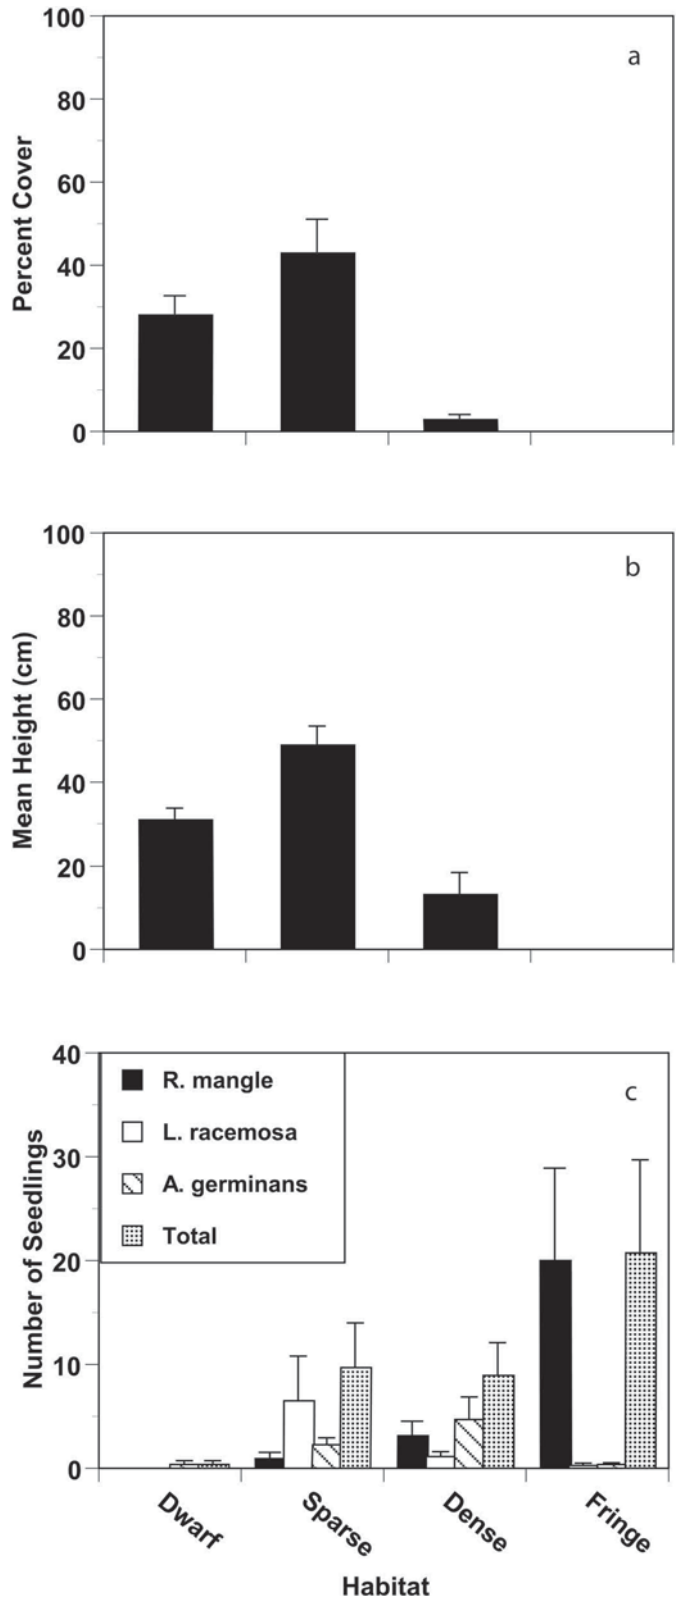 100
80
60
40
20
0
Percent Cover
a
100
80
60
40
20
0
Mean Height (cm)
b
40
30
20
10
0
Number of Seedlings
R. mangle
L. racemosa
A. germinans
Total
c
Dwarf
Sparse
Dense
Fringe
Habitat